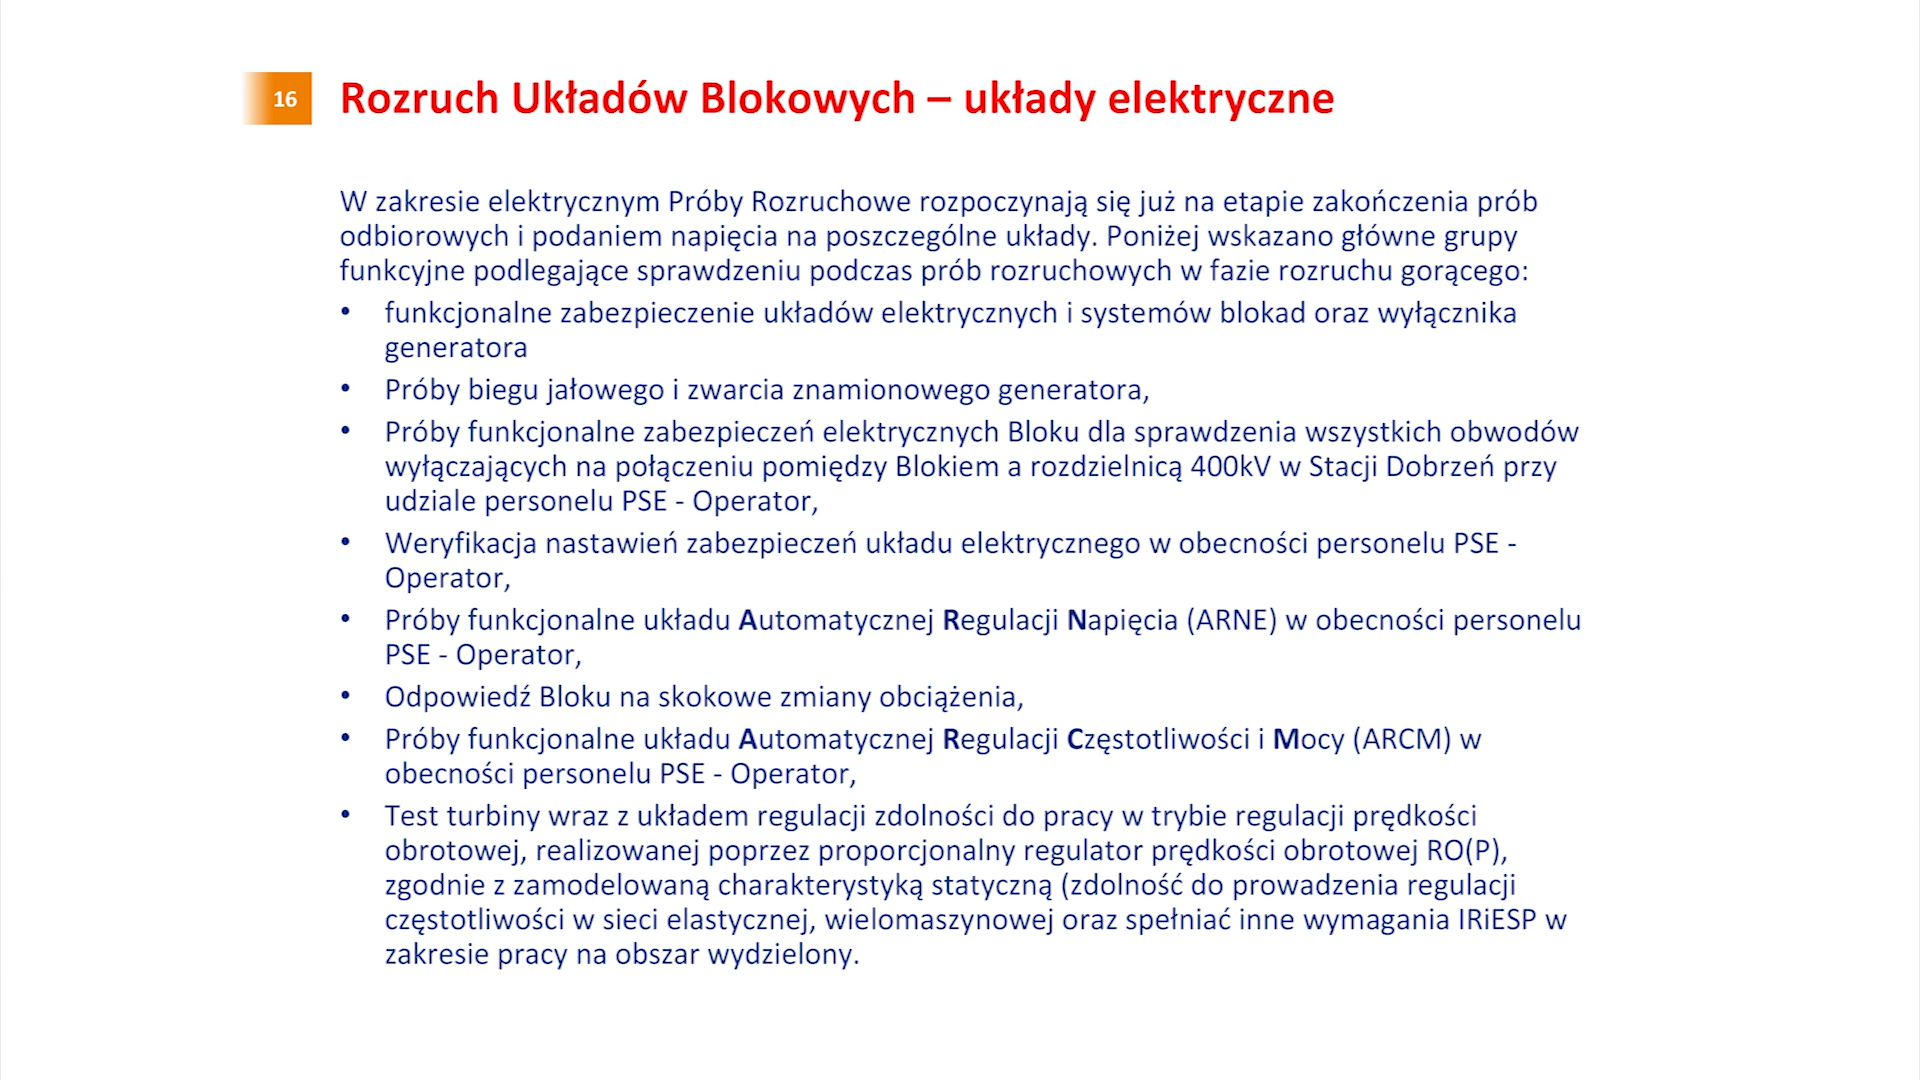 16
Rozruch Układów Blokowych – układy elektryczne
W zakresie elektrycznym Próby Rozruchowe rozpoczynają się już na etapie zakończenia prób
odbiorowych i podaniem napięcia na poszczególne układy. Poniżej wskazano główne grupy
funkcyjne podlegające sprawdzeniu podczas prób rozruchowych w fazie rozruchu gorącego:
• funkcjonalne zabezpieczenie układów elektrycznych i systemów blokad oraz wyłącznika
generatora
• Próby biegu jałowego i zwarcia znamionowego generatora,
• Próby funkcjonalne zabezpieczeń elektrycznych Bloku dla sprawdzenia wszystkich obwodów
wyłączających na połączeniu pomiędzy Blokiem a rozdzielnicą 400kV w Stacji Dobrzeń przy
udziale personelu PSE - Operator,
• Weryfikacja nastawień zabezpieczeń układu elektrycznego w obecności personelu PSE -
Operator,
• Próby funkcjonalne układu Automatycznej Regulacji Napięcia (ARNE) w obecności personelu
PSE - Operator,
• Odpowiedź Bloku na skokowe zmiany obciążenia,
• Próby funkcjonalne układu Automatycznej Regulacji Częstotliwości i Mocy (ARCM) w
obecności personelu PSE - Operator,
• Test turbiny wraz z układem regulacji zdolności do pracy w trybie regulacji prędkości
obrotowej, realizowanej poprzez proporcjonalny regulator prędkości obrotowej RO(P),
zgodnie z zamodelowaną charakterystyką statyczną (zdolność do prowadzenia regulacji
częstotliwości w sieci elastycznej, wielomaszynowej oraz spełniać inne wymagania IRiESP w
zakresie pracy na obszar wydzielony.